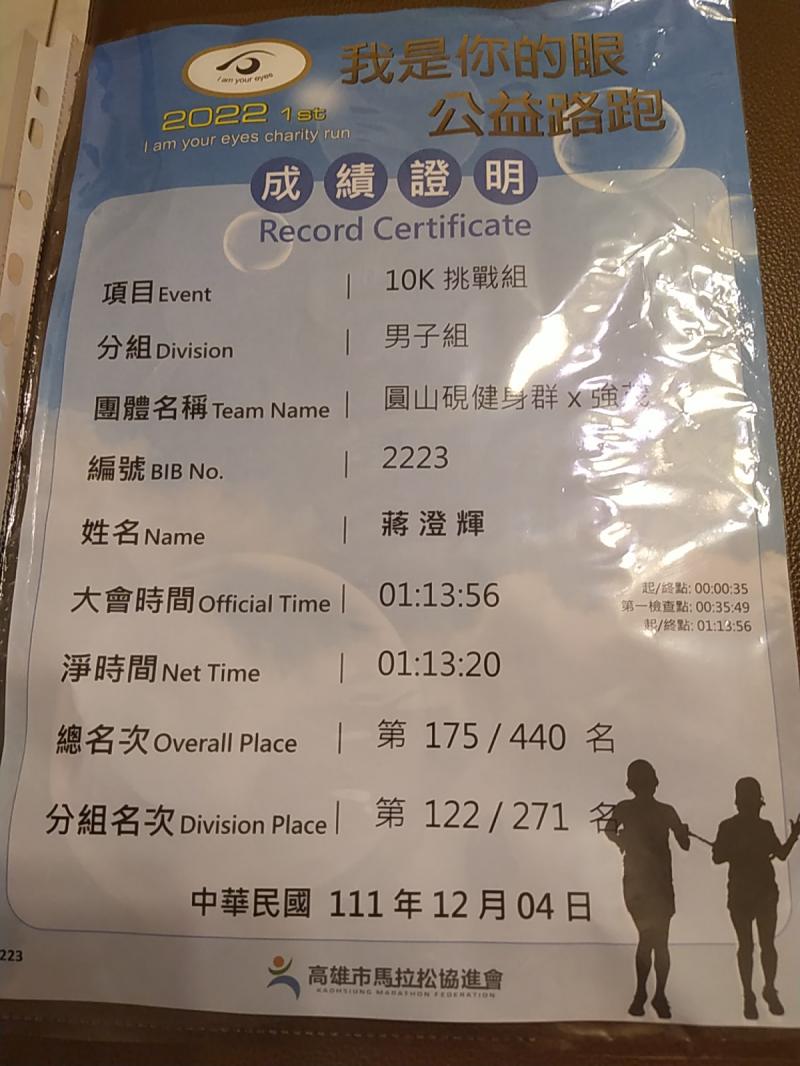 I am your eyes
我是你的眼
2022 1st
公益路跑
I am your eyes charity run
成績證明
Record Certificate
項目Event | 10K 挑戰組
分組Division | 男子組
團體名稱Team Name | 圓山硯健身群 x 強
編號BIB No. | 2223
姓名Name | 蔣澄輝
大會時間Official Time | 01:13:56
起/終點: 00:00:35
第一檢查點: 00:35:49
起/終點: 01:13:56
淨時間Net Time | 01:13:20
總名次Overall Place | 第 175 / 440 名
分組名次Division Place | 第 122 / 271 名
中華民國 111 年 12 月 04 日
223
高雄市馬拉松協進會
KAOHSIUNG MARATHON FEDERATION